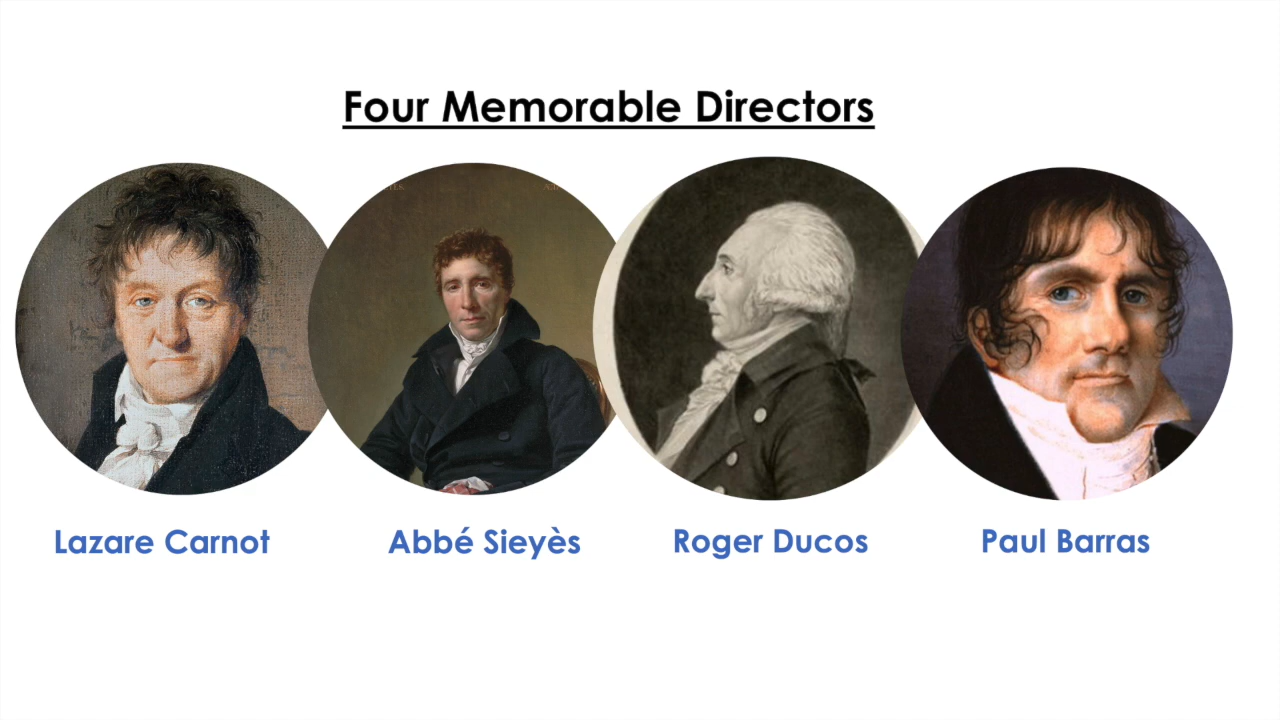 Four Memorable Directors
Lazare Carnot
Abbé Sieyès
Roger Ducos
Paul Barras